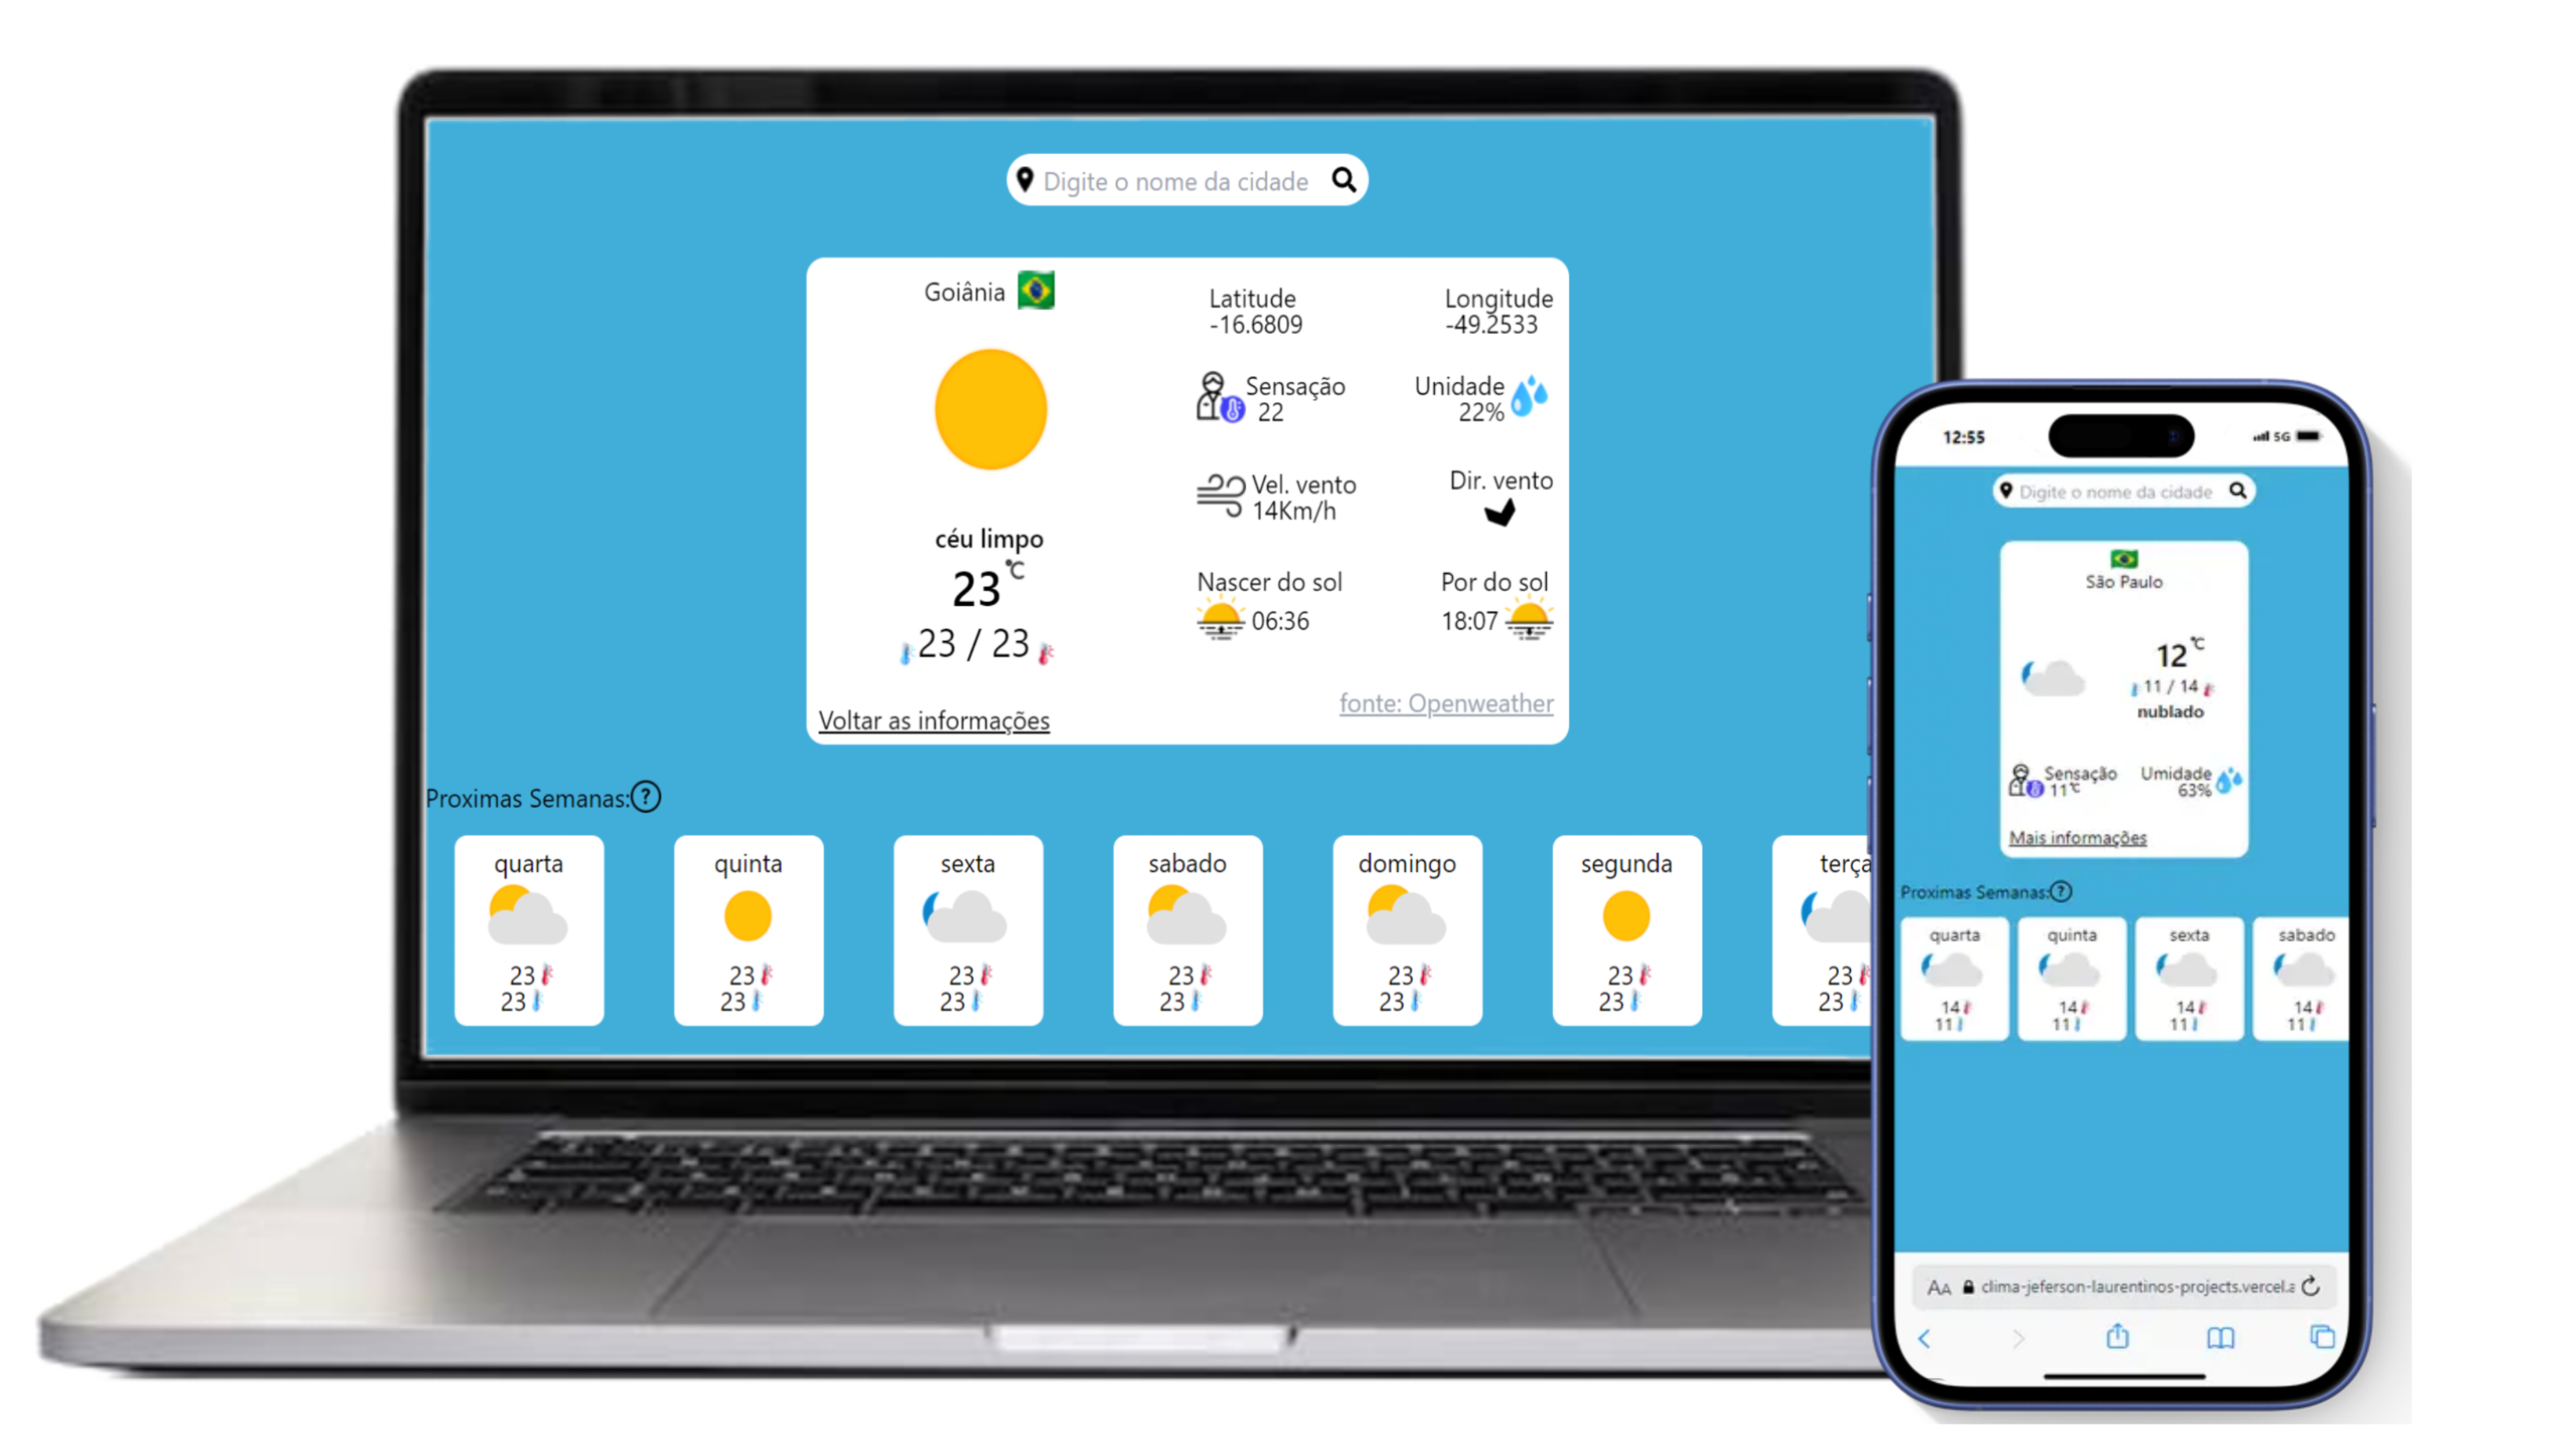 Digite o nome da cidade
Goiânia
céu limpo
23 °C
23 / 23
Voltar as informações
Latitude
-16.6809
Longitude
-49.2533
Sensação
22
Unidade
22%
Vel. vento
14Km/h
Dir. vento
Nascer do sol
06:36
Por do sol
18:07
fonte: Openweather
Proximas Semanas:?
quarta
23
23
quinta
23
23
sexta
23
23
sabado
23
23
domingo
23
23
segunda
23
23
terça
23
23
12:55
5G
Digite o nome da cidade
São Paulo
12 °C
11 / 14
nublado
Sensação
11°C
Umidade
63%
Mais informações
Proximas Semanas:?
quarta
14
11
quinta
14
11
sexta
14
11
sabado
14
11
AA clima-jeferson-laurentinos-projects.vercel.a